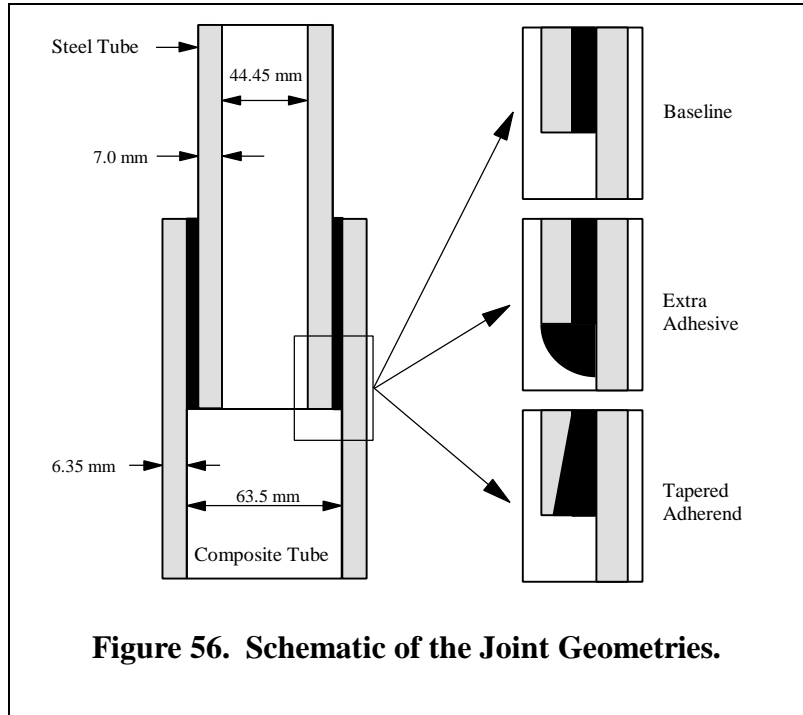 Steel Tube
44.45 mm
7.0 mm
6.35 mm
63.5 mm
Composite Tube
Baseline
Extra
Adhesive
Tapered
Adherend
Figure 56.  Schematic of the Joint Geometries.